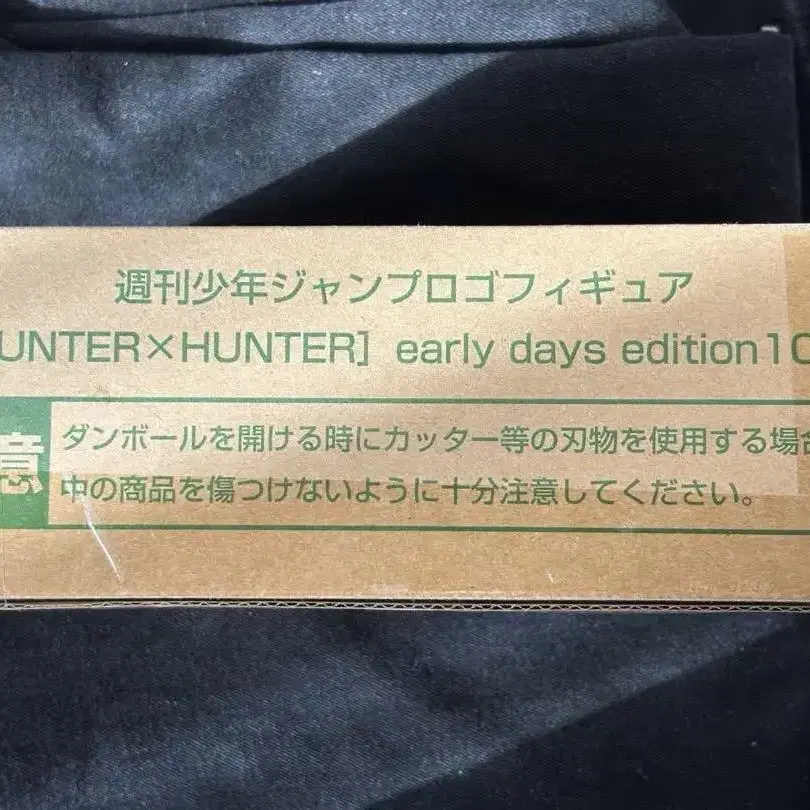 週刊少年ジャンプロゴフィギュア
UNTER×HUNTER］ early days edition10
意
ダンボールを開ける時にカッター等の刃物を使用する場合
中の商品を傷つけないように十分注意してください。